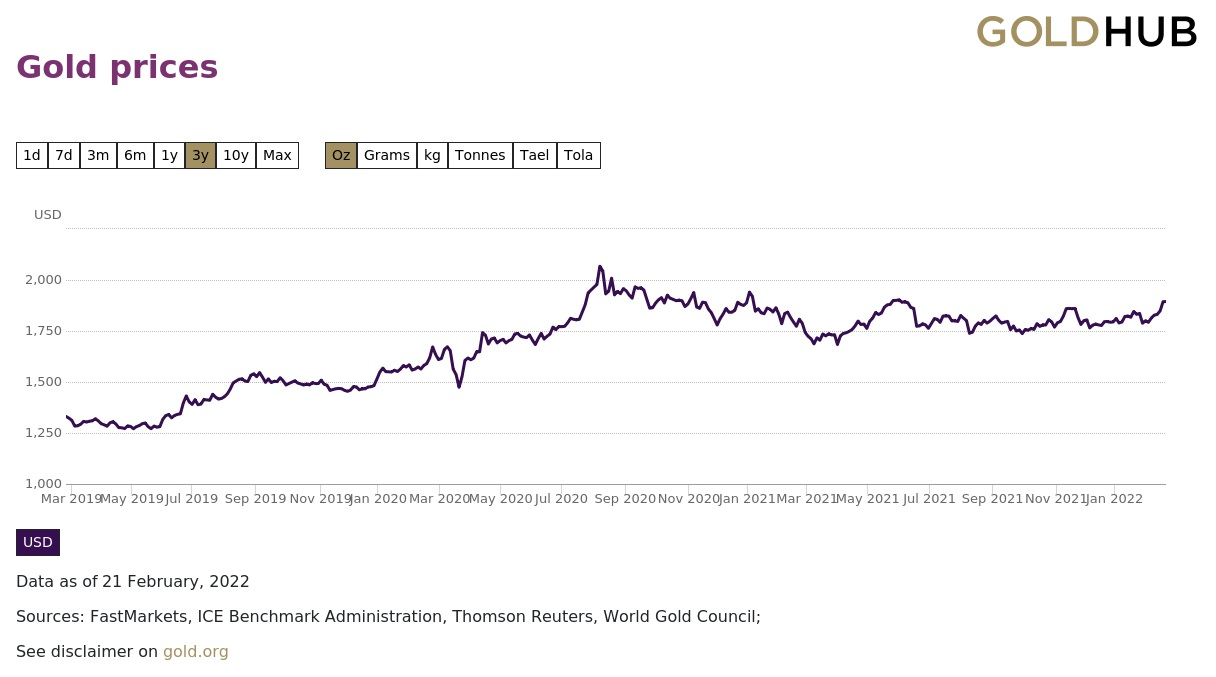 GOLDHUB
Gold prices
1d 7d 3m 6m 1y 3y 10y Max Oz Grams kg Tonnes Tael Tola
USD
2,000
1,750
1,500
1,250
1,000
Mar 2019 May 2019 Jul 2019 Sep 2019 Nov 2019 Jan 2020 Mar 2020 May 2020 Jul 2020 Sep 2020 Nov 2020 Jan 2021 Mar 2021 May 2021 Jul 2021 Sep 2021 Nov 2021 Jan 2022
USD
Data as of 21 February, 2022
Sources: FastMarkets, ICE Benchmark Administration, Thomson Reuters, World Gold Council;
See disclaimer on gold.org